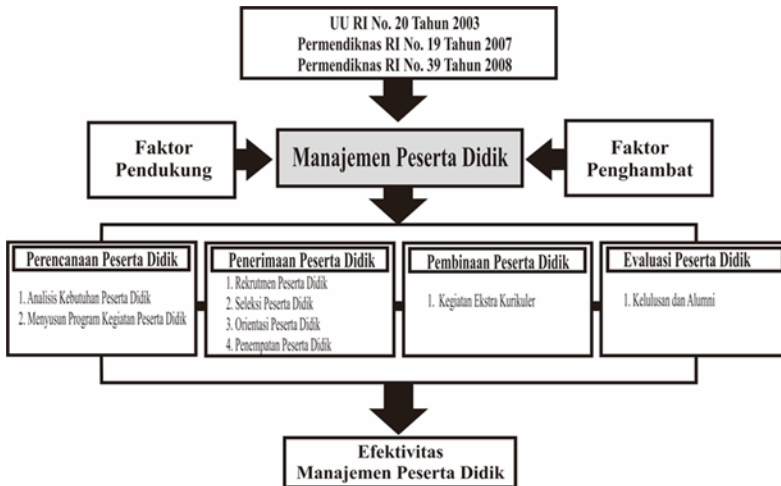 UU RI No. 20 Tahun 2003
Permendiknas RI No. 19 Tahun 2007
Permendiknas RI No. 39 Tahun 2008
Faktor
Pendukung
Manajemen Peserta Didik
Faktor
Penghambat
Perencanaan Peserta Didik
1. Analisis Kebutuhan Peserta Didik
2. Menyusun Program Kegiatan Peserta Didik
Penerimaan Peserta Didik
1. Rekrutmen Peserta Didik
2. Seleksi Peserta Didik
3. Orientasi Peserta Didik
4. Penempatan Peserta Didik
Pembinaan Peserta Didik
1. Kegiatan Ekstra Kurikuler
Evaluasi Peserta Didik
1. Kelulusan dan Alumni
Efektivitas
Manajemen Peserta Didik